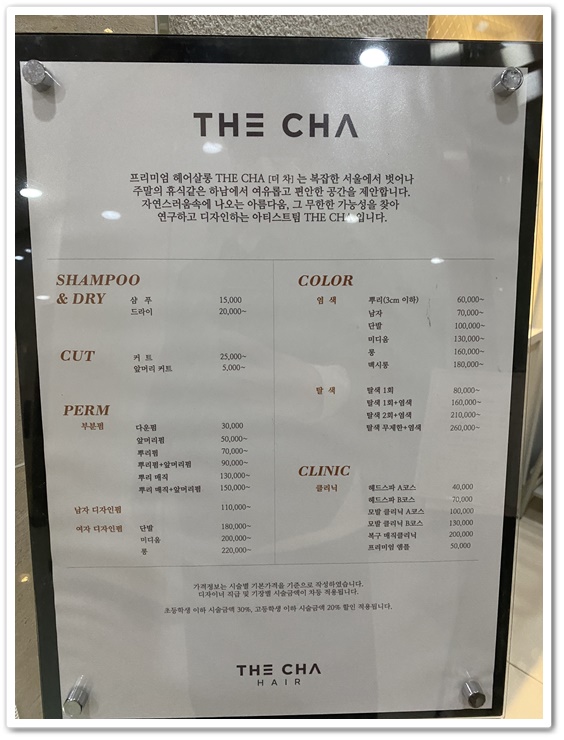 THE CHA
프리미엄 헤어살롱 THE CHA [더 차] 는 복잡한 서울에서 벗어나
주말의 휴식같은 하남에서 여유롭고 편안한 공간을 제안합니다.
자연스러움속에 나오는 아름다움, 그 무한한 가능성을 찾아
연구하고 디자인하는 아티스트팀 THE CHA 입니다.
SHAMPOO
& DRY
샴 푸 15,000
드라이 20,000~
CUT
커 트 25,000~
앞머리 커트 5,000~
PERM
부분펌 다운펌 30,000
앞머리펌 50,000~
뿌리펌 70,000~
뿌리펌+앞머리펌 90,000~
뿌리 매직 130,000~
뿌리 매직+앞머리펌 150,000~
남자 디자인펌 110,000~
여자 디자인펌 단발 180,000~
미디움 200,000~
롱 220,000~
COLOR
염 색 뿌리(3cm 이하) 60,000~
남자 70,000~
단발 100,000~
미디움 130,000~
롱 160,000~
맥시롱 180,000~
탈 색 탈색 1회 80,000~
탈색 1회+염색 160,000~
탈색 2회+염색 210,000~
탈색 무제한+염색 260,000~
CLINIC
클리닉 헤드스파 A코스 40,000
헤드스파 B코스 70,000
모발 클리닉 A코스 100,000
모발 클리닉 B코스 130,000
복구 매직클리닉 200,000
프리미엄 앰플 50,000
가격정보는 시술별 기본가격을 기준으로 작성하였습니다.
디자이너 직급 및 기장별 시술금액이 차등 적용됩니다.
초등학생 이하 시술금액 30%, 고등학생 이하 시술금액 20% 할인 적용됩니다.
THE CHA
HAIR